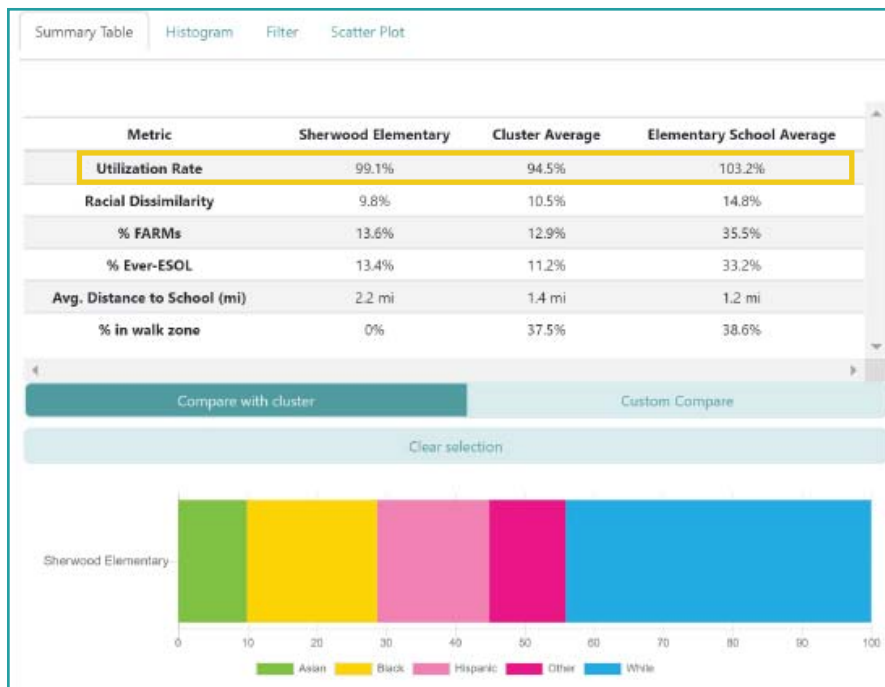 Summary Table Histogram Filter Scatter Plot
Metric Sherwood Elementary Cluster Average Elementary School Average
Utilization Rate 99.1% 94.5% 103.2%
Racial Dissimilarity 9.8% 10.5% 14.8%
% FARMs 13.6% 12.9% 35.5%
% Ever-ESOL 13.4% 11.2% 33.2%
Avg. Distance to School (mi) 2.2 mi 1.4 mi 1.2 mi
% in walk zone 0% 37.5% 38.6%
Compare with cluster Custom Compare
Clear selection
Sherwood Elementary
0 10 20 30 40 50 60 70 80 90 100
Asian Black Hispanic Other White